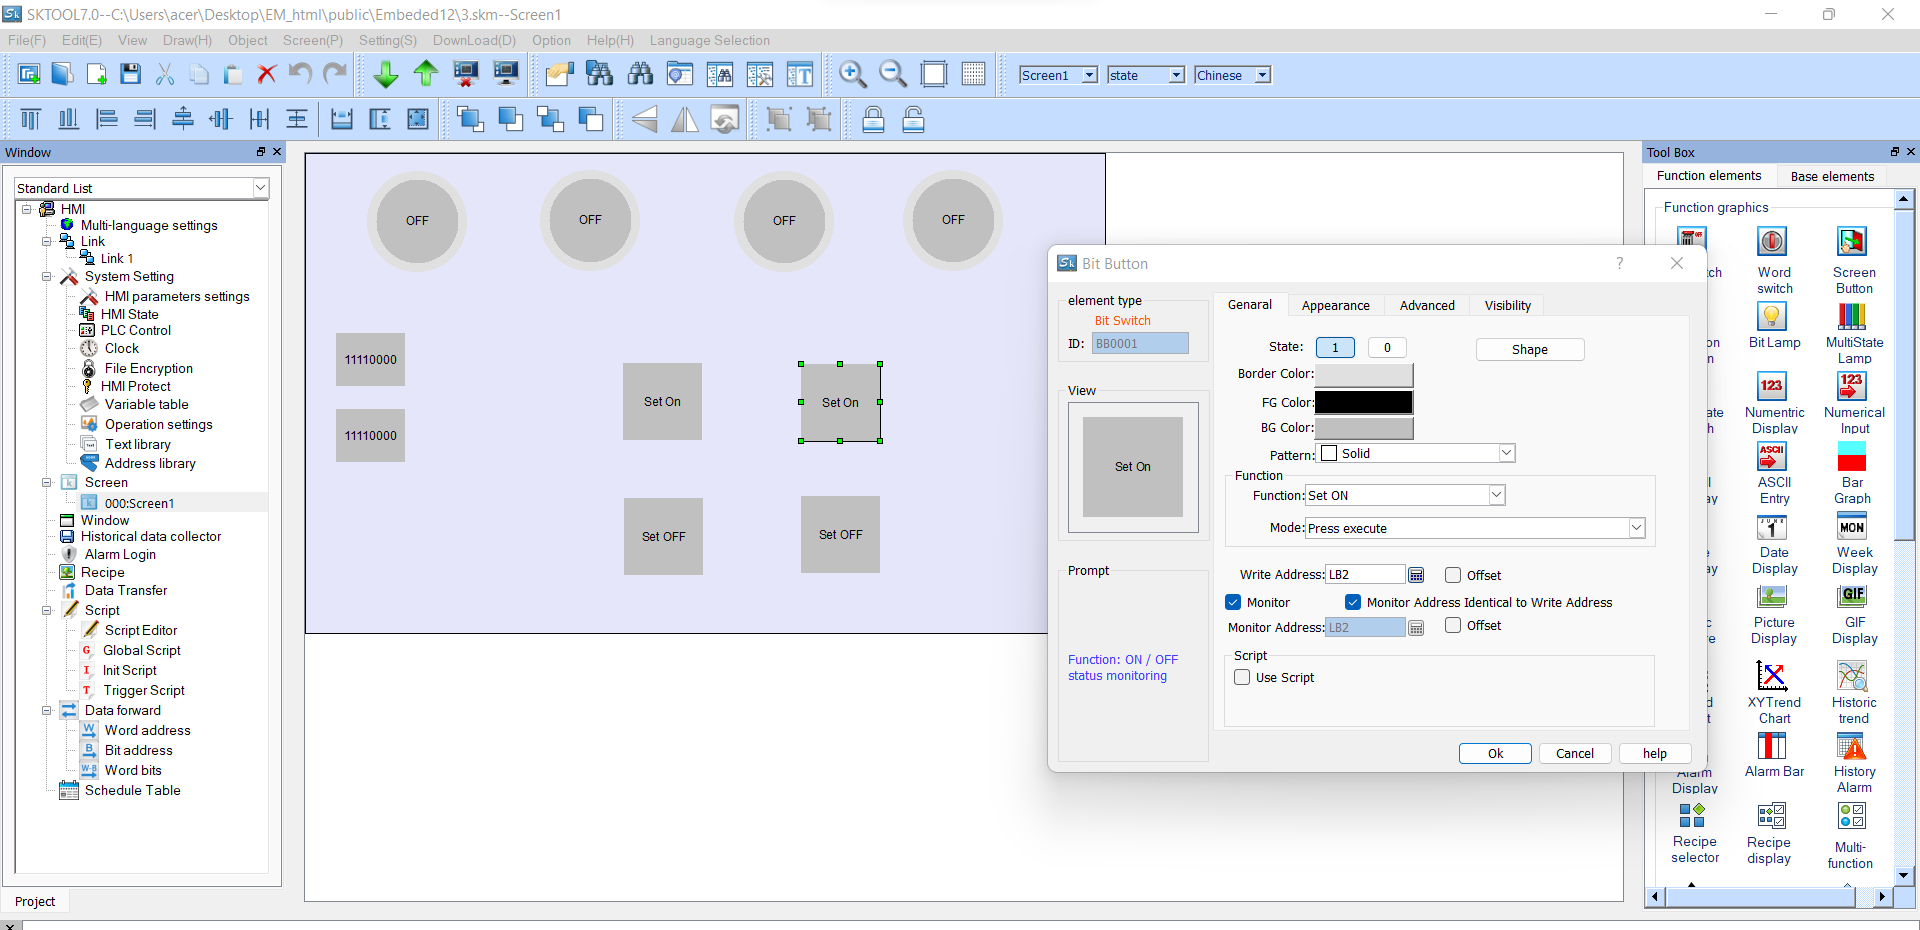 SKTOOL7.0--C:\Users\acer\Desktop\EM_html\public\Embeded12\3.skm--Screen1
File(F) Edit(E) View Draw(H) Object Screen(P) Setting(S) DownLoad(D) Option Help(H) Language Selection
Screen1 state Chinese
Window
Standard List
HMI
Multi-language settings
Link
Link 1
System Setting
HMI parameters settings
HMI State
PLC Control
Clock
File Encryption
HMI Protect
Variable table
Operation settings
Text library
Address library
Screen
000:Screen1
Window
Historical data collector
Alarm Login
Recipe
Data Transfer
Script
Script Editor
Global Script
Init Script
Trigger Script
Data forward
Word address
Bit address
Word bits
Schedule Table
Project
OFF OFF OFF OFF
11110000
11110000
Set On Set On
Set OFF Set OFF
Bit Button
element type
Bit Switch
ID: BB0001
View
Set On
Prompt
Function: ON / OFF
status monitoring
General Appearance Advanced Visibility
State: 1 0 Shape
Border Color:
FG Color:
BG Color:
Pattern: Solid
Function
Function: Set ON
Mode: Press execute
Write Address: LB2 Offset
Monitor Monitor Address Identical to Write Address
Monitor Address: LB2 Offset
Script
Use Script
Ok Cancel help
Tool Box
Function elements Base elements
Function graphics
Word
switch
Screen
Button
Bit Lamp
MultiState
Lamp
Numentric
Display
Numerical
Input
ASCII
Entry
Bar
Graph
Date
Display
Week
Display
Picture
Display
GIF
Display
XYTrend
Chart
Historic
trend
Alarm
Display
Alarm Bar
History
Alarm
Recipe
selector
Recipe
display
Multi-
function